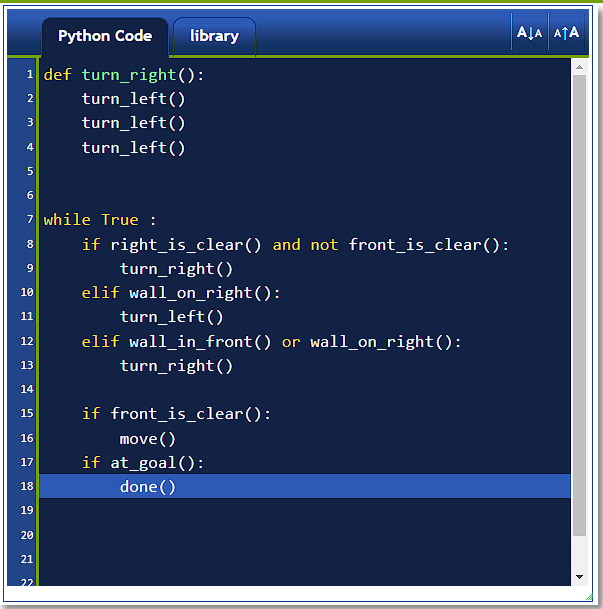 Python Code library A↓A A↑A
1 def turn_right():
2     turn_left()
3     turn_left()
4     turn_left()
5
6
7 while True :
8     if right_is_clear() and not front_is_clear():
9         turn_right()
10     elif wall_on_right():
11         turn_left()
12     elif wall_in_front() or wall_on_right():
13         turn_right()
14
15     if front_is_clear():
16         move()
17     if at_goal():
18         done()
19
20
21
22